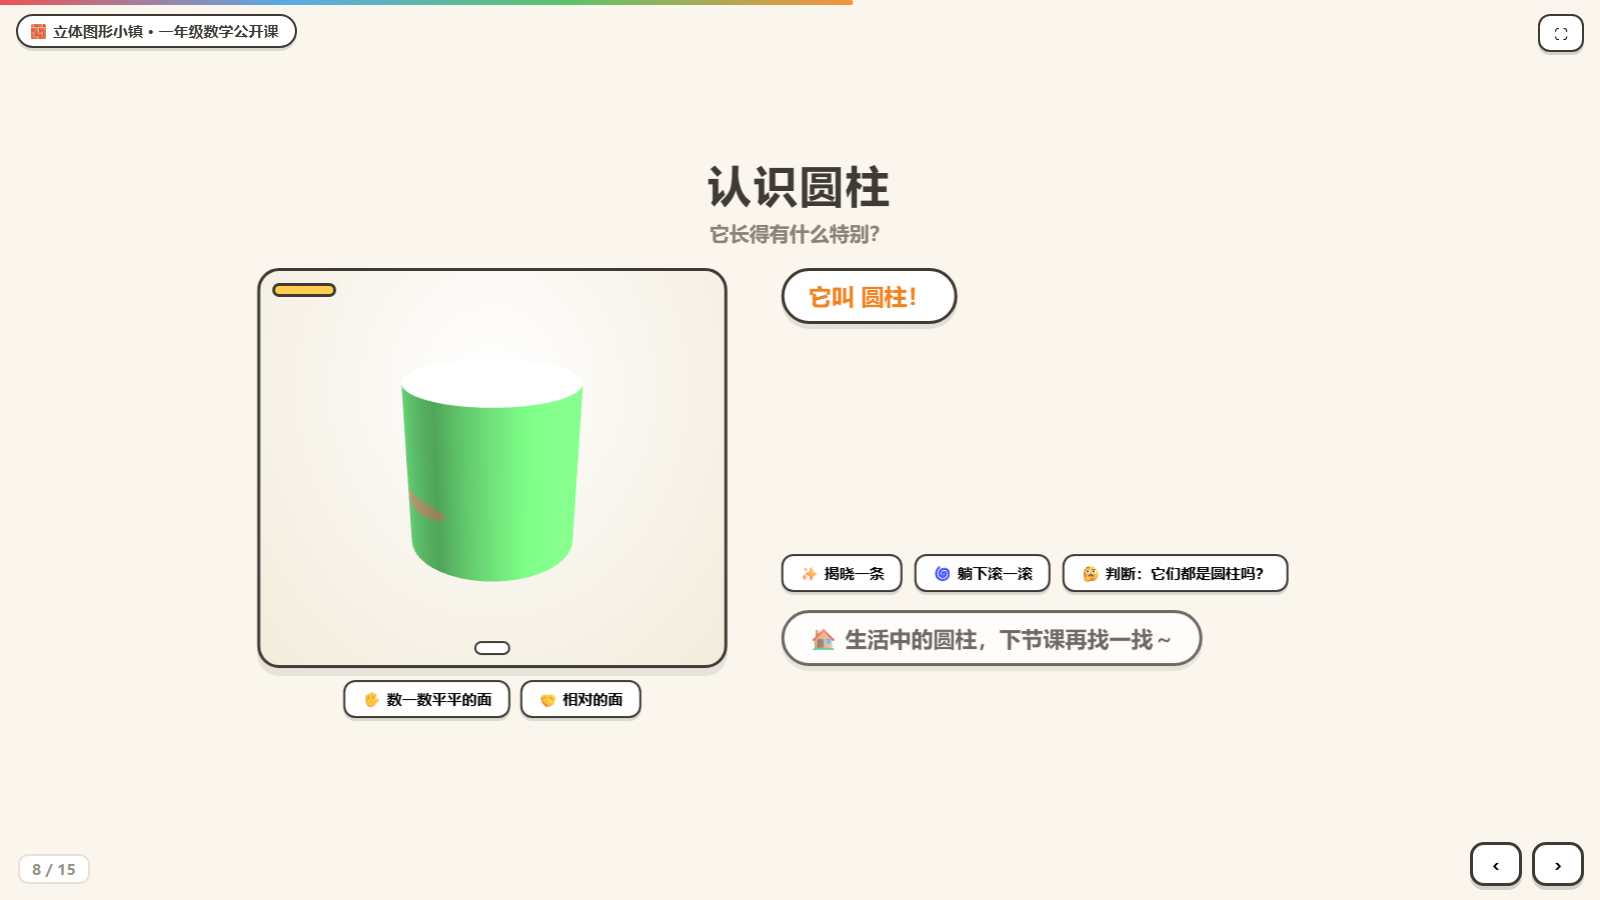 立体图形小镇 • 一年级数学公开课
认识圆柱
它长得有什么特别？
它叫 圆柱！
揭晓一条
躺下滚一滚
判断：它们都是圆柱吗？
生活中的圆柱，下节课再找一找～
数一数平平的面
相对的面
8 / 15